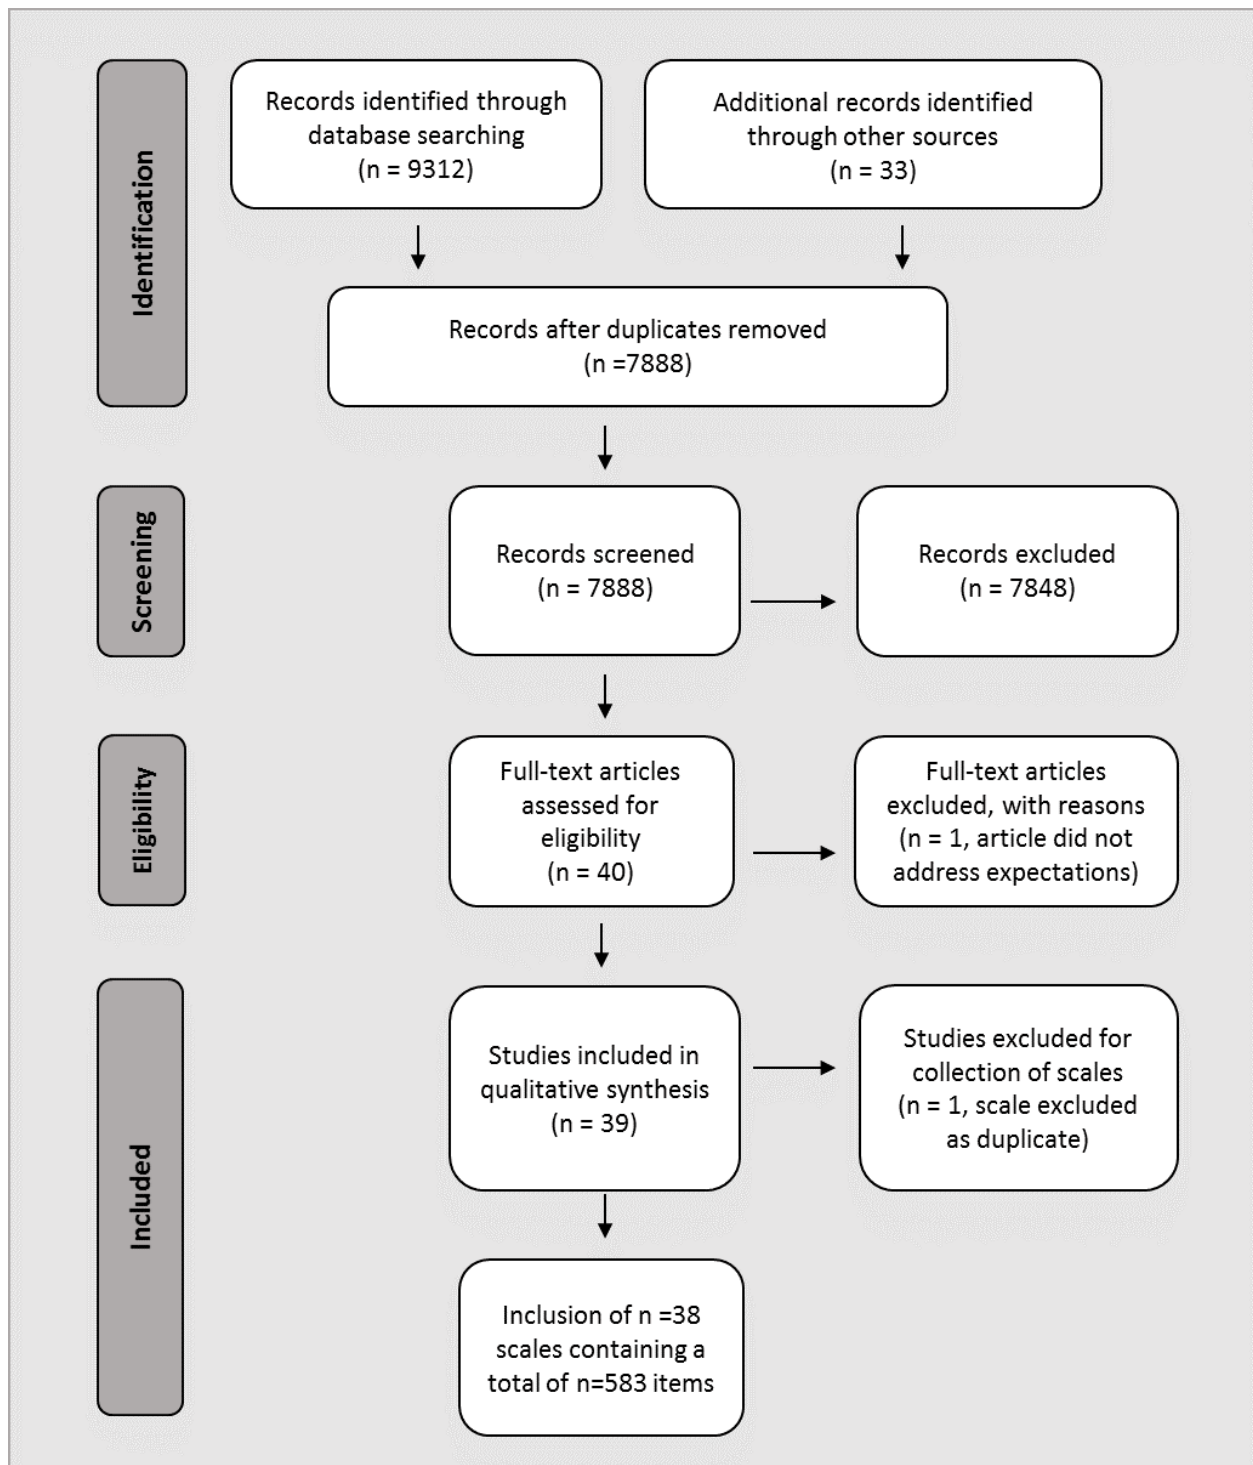 Identification
Records identified through
database searching
(n = 9312)
Additional records identified
through other sources
(n = 33)
Records after duplicates removed
(n =7888)
Screening
Records screened
(n = 7888)
Records excluded
(n = 7848)
Eligibility
Full-text articles
assessed for
eligibility
(n = 40)
Full-text articles
excluded, with reasons
(n = 1, article did not
address expectations)
Included
Studies included in
qualitative synthesis
(n = 39)
Studies excluded for
collection of scales
(n = 1, scale excluded
as duplicate)
Inclusion of n =38
scales containing a
total of n=583 items